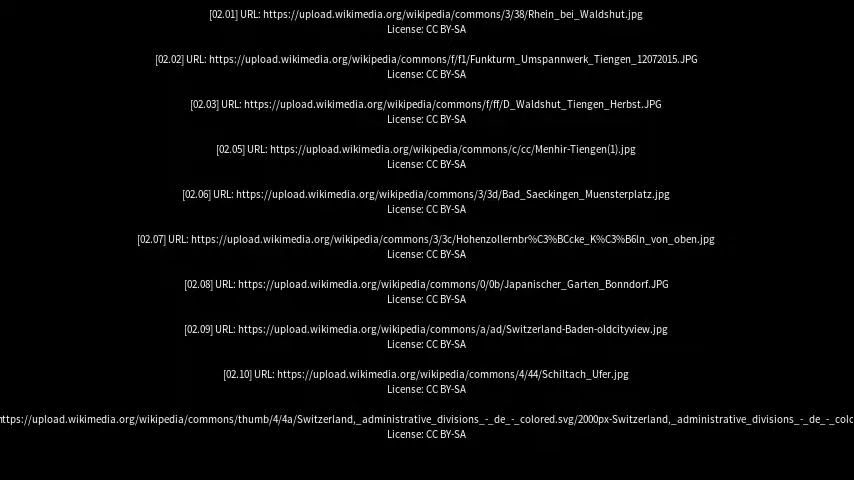 [02.01] URL: https://upload.wikimedia.org/wikipedia/commons/3/38/Rhein_bei_Waldshut.jpg
License: CC BY-SA
[02.02] URL: https://upload.wikimedia.org/wikipedia/commons/f/f1/Funkturm_Umspannwerk_Tiengen_12072015.JPG
License: CC BY-SA
[02.03] URL: https://upload.wikimedia.org/wikipedia/commons/f/ff/D_Waldshut_Tiengen_Herbst.JPG
License: CC BY-SA
[02.05] URL: https://upload.wikimedia.org/wikipedia/commons/c/cc/Menhir-Tiengen(1).jpg
License: CC BY-SA
[02.06] URL: https://upload.wikimedia.org/wikipedia/commons/3/3d/Bad_Saeckingen_Muensterplatz.jpg
License: CC BY-SA
[02.07] URL: https://upload.wikimedia.org/wikipedia/commons/3/3c/Hohenzollernbr%C3%BCcke_K%C3%B6ln_von_oben.jpg
License: CC BY-SA
[02.08] URL: https://upload.wikimedia.org/wikipedia/commons/0/0b/Japanischer_Garten_Bonndorf.JPG
License: CC BY-SA
[02.09] URL: https://upload.wikimedia.org/wikipedia/commons/a/ad/Switzerland-Baden-oldcityview.jpg
License: CC BY-SA
[02.10] URL: https://upload.wikimedia.org/wikipedia/commons/4/44/Schiltach_Ufer.jpg
License: CC BY-SA
https://upload.wikimedia.org/wikipedia/commons/thumb/4/4a/Switzerland,_administrative_divisions_-_de_-_colored.svg/2000px-Switzerland,_administrative_divisions_-_de_-_colo
License: CC BY-SA